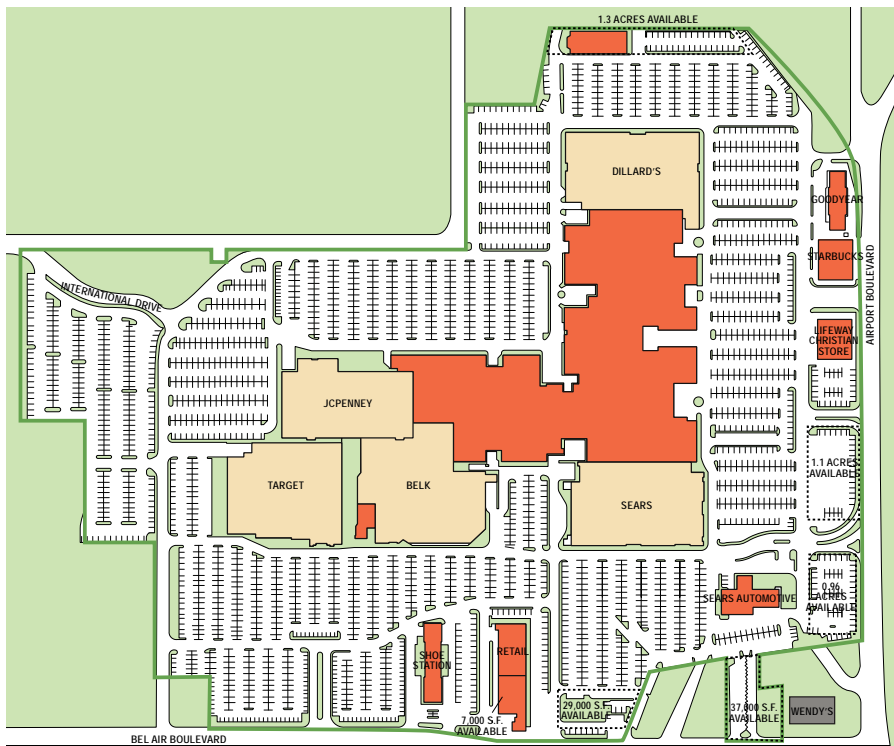 1.3 ACRES AVAILABLE
DILLARD'S
GOODYEAR
STARBUCKS
INTERNATIONAL DRIVE
AIRPORT BOULEVARD
LIFEWAY
CHRISTIAN
STORE
JCPENNEY
1.1 ACRES
AVAILABLE
TARGET
BELK
SEARS
0.96
ACRES
AVAILABLE
SEARS AUTOMOTIVE
SHOE
STATION
RETAIL
29,000 S.F.
AVAILABLE
37,000 S.F.
AVAILABLE
WENDY'S
7,000 S.F.
AVAILABLE
BEL AIR BOULEVARD